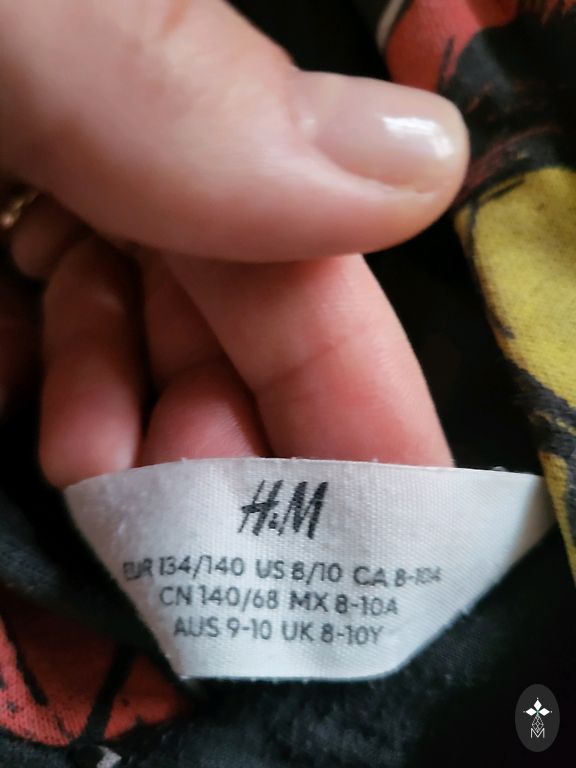 H&M
EUR 134/140 US 8/10 CA 8-10A
CN 140/68 MX 8-10A
AUS 9-10 UK 8-10Y
M